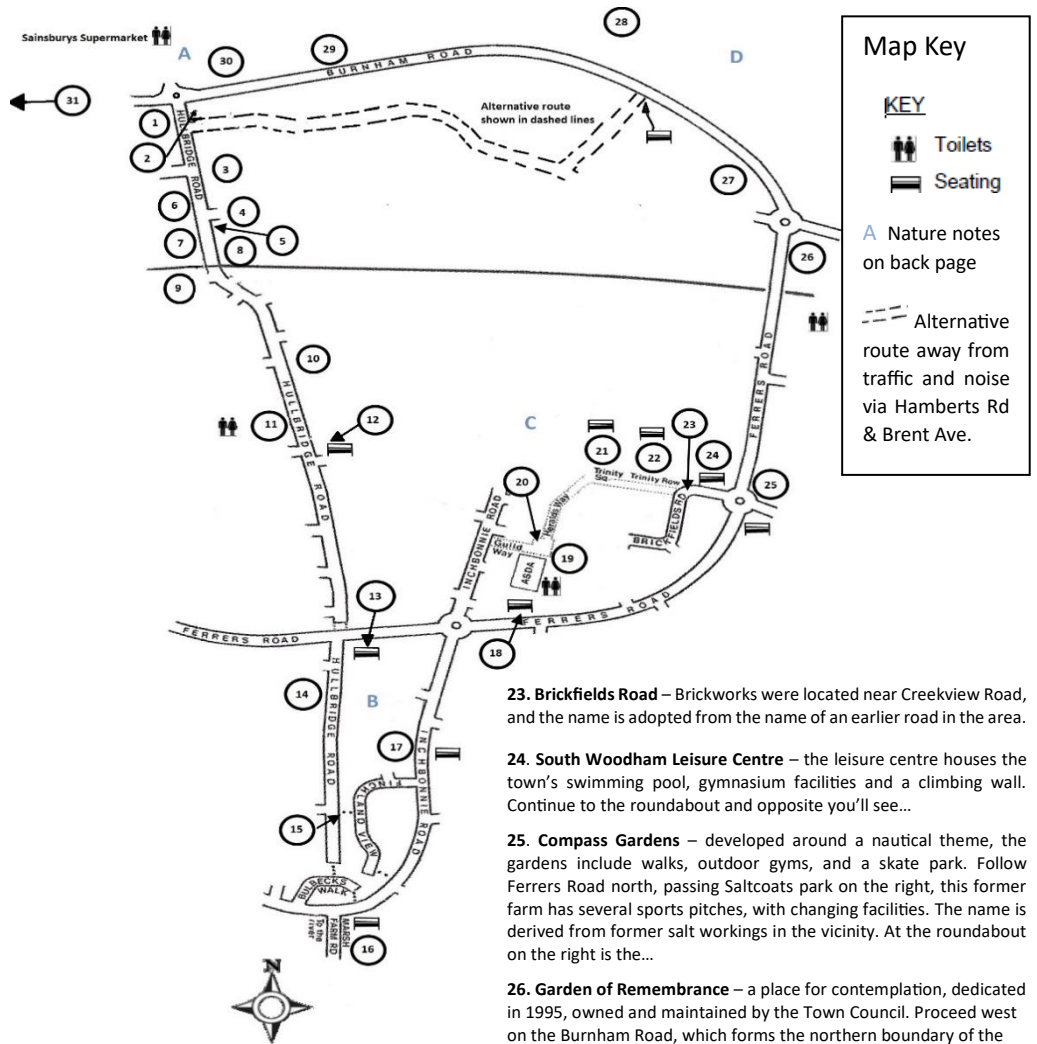 Sainsburys Supermarket
A
30
29
BURNHAM ROAD
28
D
31
1
2
HULLBRIDGE ROAD
3
Alternative route
shown in dashed lines
27
6
4
5
7
8
9
26
10
HULLBRIDGE ROAD
FERRERS ROAD
11
12
C
21
22
23
24
Trinity Sq
Trinity Row
25
20
INCHBONNIE ROAD
Heralds Way
Guild Way
BRICKFIELDS RD
19
ASDA
13
FERRERS ROAD
FERRERS ROAD
18
14
HULLBRIDGE ROAD
B
17
INCHBONNIE ROAD
FINCHLAND VIEW
15
BULBECKS WALK
To the river
MARSH FARM RD
16
N
Map Key
KEY
Toilets
Seating
A Nature notes
on back page
Alternative
route away from
traffic and noise
via Hamberts Rd
& Brent Ave.
23. Brickfields Road – Brickworks were located near Creekview Road,
and the name is adopted from the name of an earlier road in the area.
24. South Woodham Leisure Centre – the leisure centre houses the
town's swimming pool, gymnasium facilities and a climbing wall.
Continue to the roundabout and opposite you'll see…
25. Compass Gardens – developed around a nautical theme, the
gardens include walks, outdoor gyms, and a skate park. Follow
Ferrers Road north, passing Saltcoats park on the right, this former
farm has several sports pitches, with changing facilities. The name is
derived from former salt workings in the vicinity. At the roundabout
on the right is the…
26. Garden of Remembrance – a place for contemplation, dedicated
in 1995, owned and maintained by the Town Council. Proceed west
on the Burnham Road, which forms the northern boundary of the